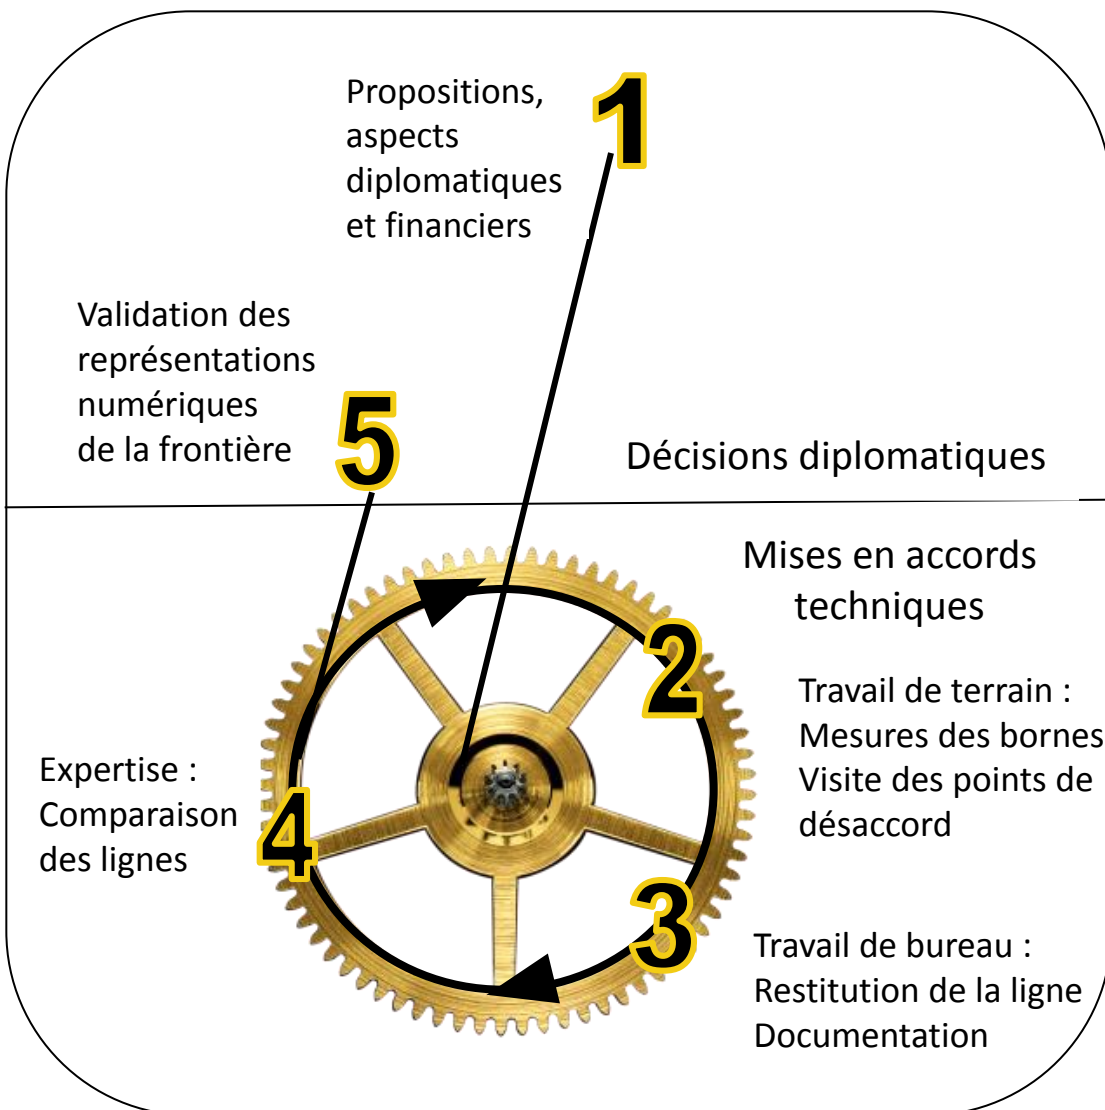 Propositions,
aspects
diplomatiques
et financiers
1
Validation des
représentations
numériques
de la frontière
5
Décisions diplomatiques
Mises en accords
techniques
2
Travail de terrain :
Mesures des bornes
Visite des points de
désaccord
Expertise :
Comparaison
des lignes
4
3
Travail de bureau :
Restitution de la ligne
Documentation